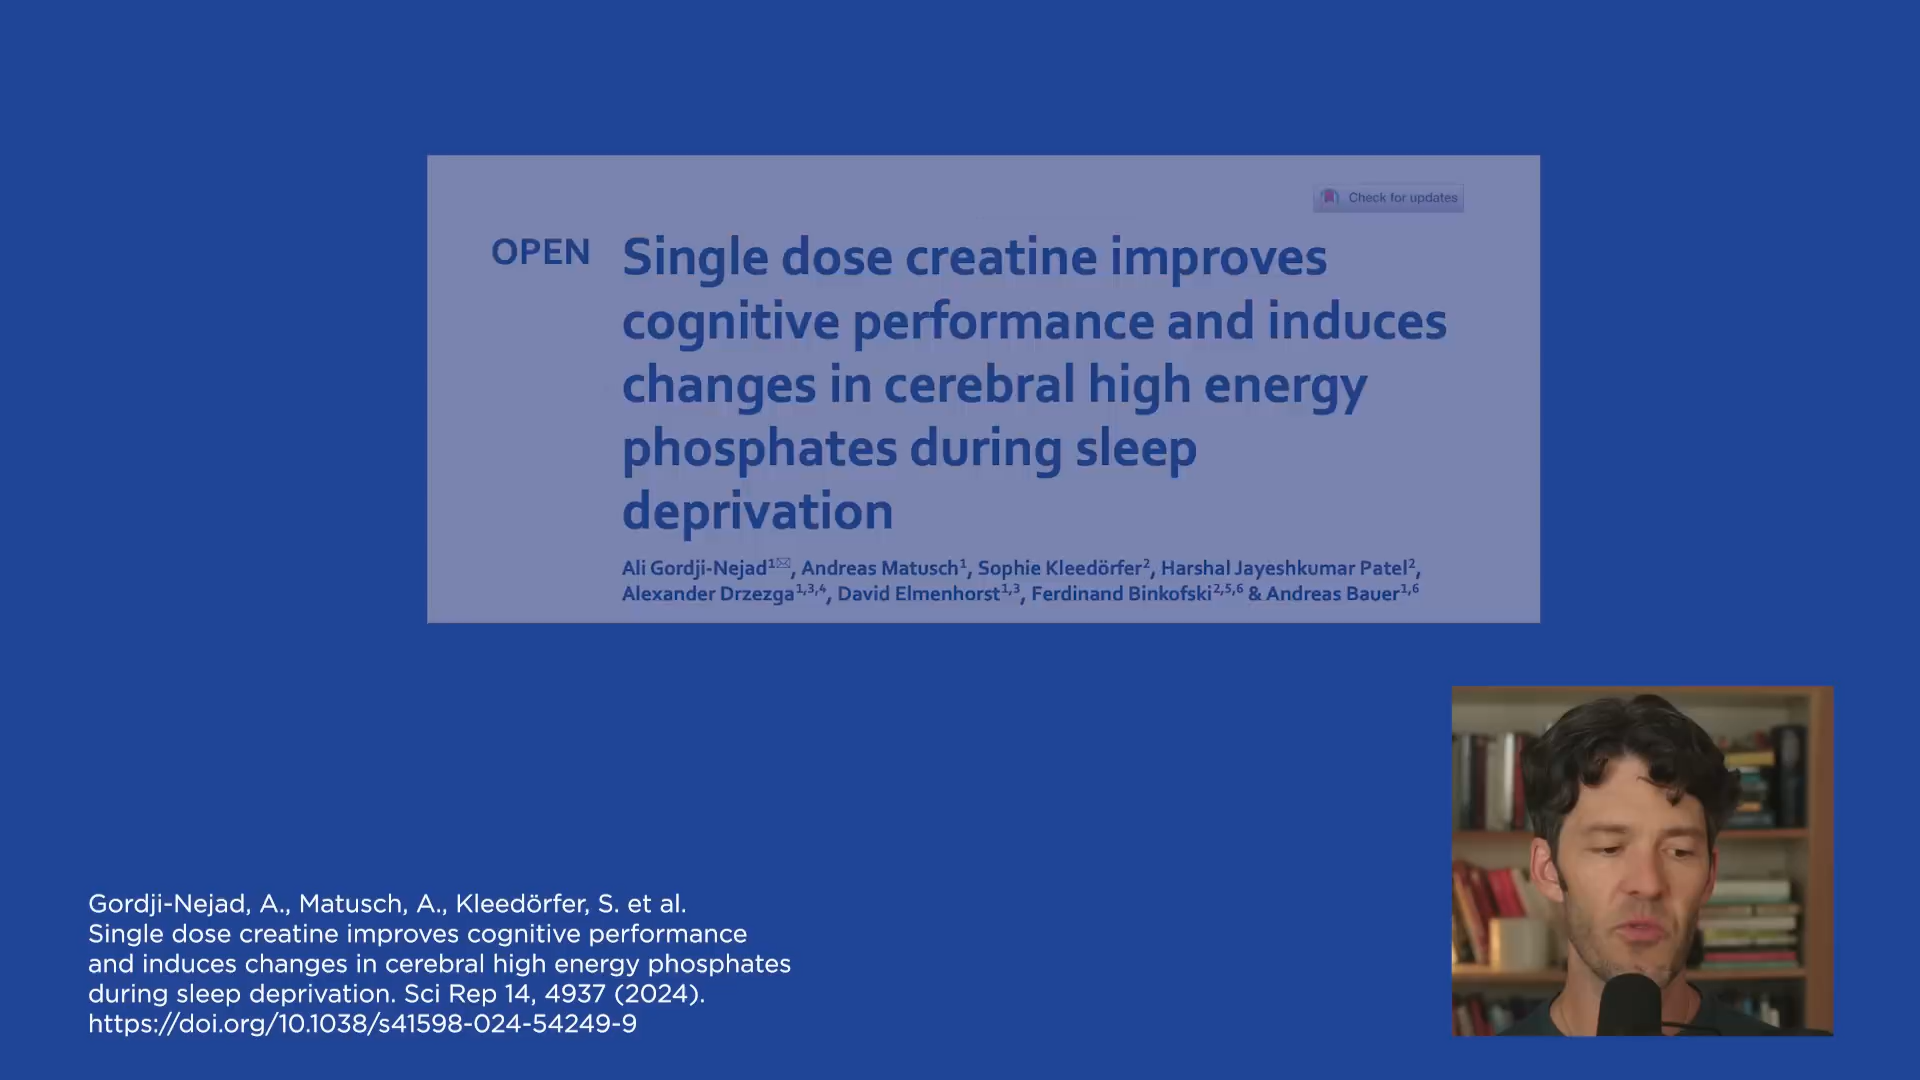 Check for updates
OPEN
Single dose creatine improves
cognitive performance and induces
changes in cerebral high energy
phosphates during sleep
deprivation
Ali Gordji-Nejad1✉, Andreas Matusch1, Sophie Kleedörfer2, Harshal Jayeshkumar Patel2,
Alexander Drzezga1,3,4, David Elmenhorst1,3, Ferdinand Binkofski2,5,6 & Andreas Bauer1,6
Gordji-Nejad, A., Matusch, A., Kleedörfer, S. et al.
Single dose creatine improves cognitive performance
and induces changes in cerebral high energy phosphates
during sleep deprivation. Sci Rep 14, 4937 (2024).
https://doi.org/10.1038/s41598-024-54249-9